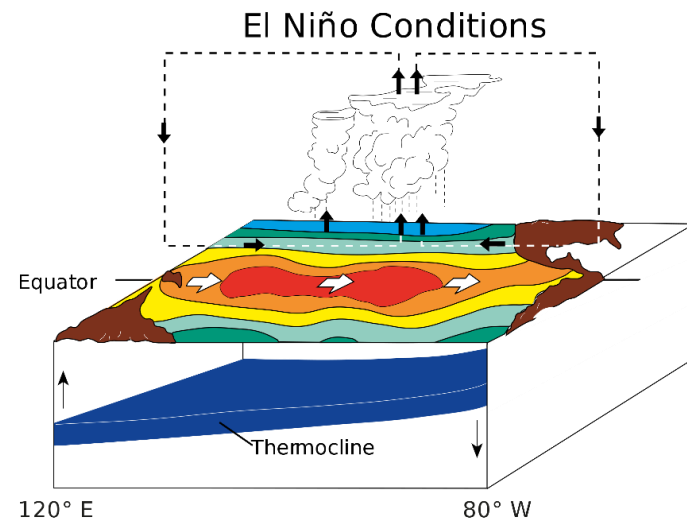 El Niño Conditions
Equator
Thermocline
120° E
80° W